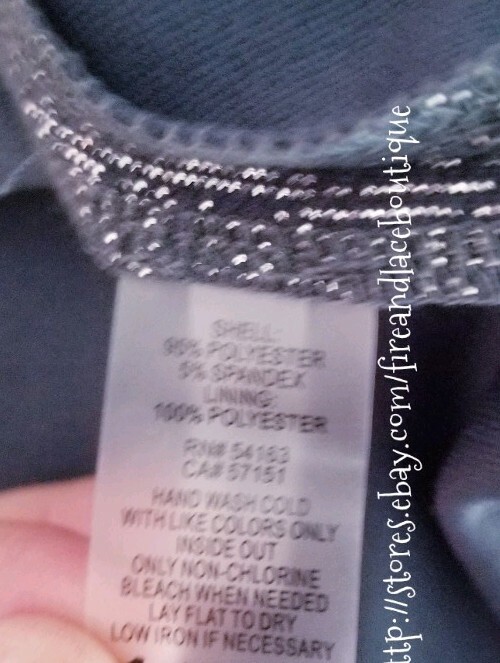 SHELL:
95% POLYESTER
5% SPANDEX
LINING:
100% POLYESTER
RN# 54163
CA# 57151
HAND WASH COLD
WITH LIKE COLORS ONLY
INSIDE OUT
ONLY NON-CHLORINE
BLEACH WHEN NEEDED
LAY FLAT TO DRY
LOW IRON IF NECESSARY
ttp://stores.ebay.com/fireandlaceboutique